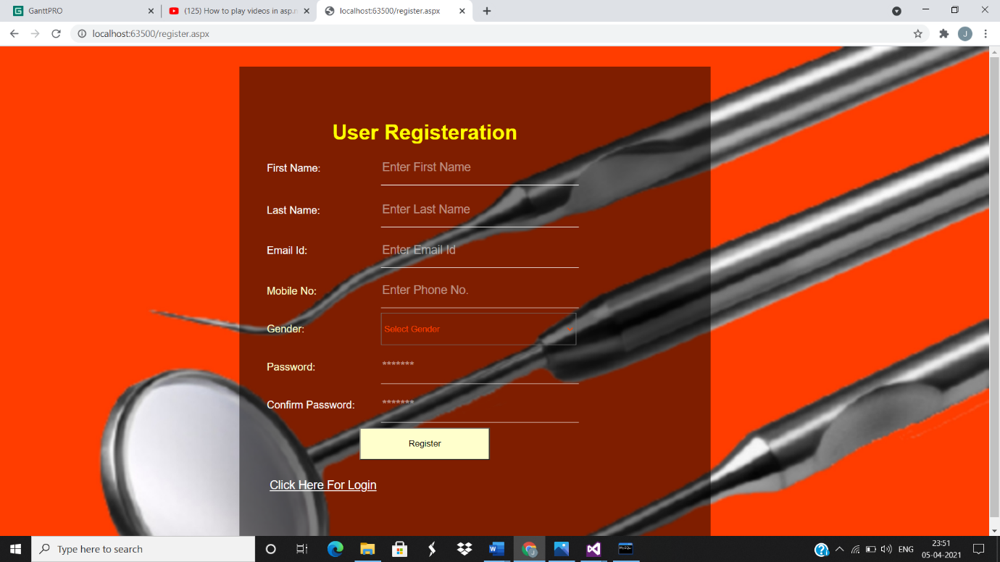 GanttPRO
(125) How to play videos in asp.n
localhost:63500/register.aspx
localhost:63500/register.aspx
J
User Registeration
First Name:
Enter First Name
Last Name:
Enter Last Name
Email Id:
Enter Email Id
Mobile No:
Enter Phone No.
Gender:
Select Gender
Password:
*******
Confirm Password:
*******
Register
Click Here For Login
Type here to search
ENG
23:51
05-04-2021